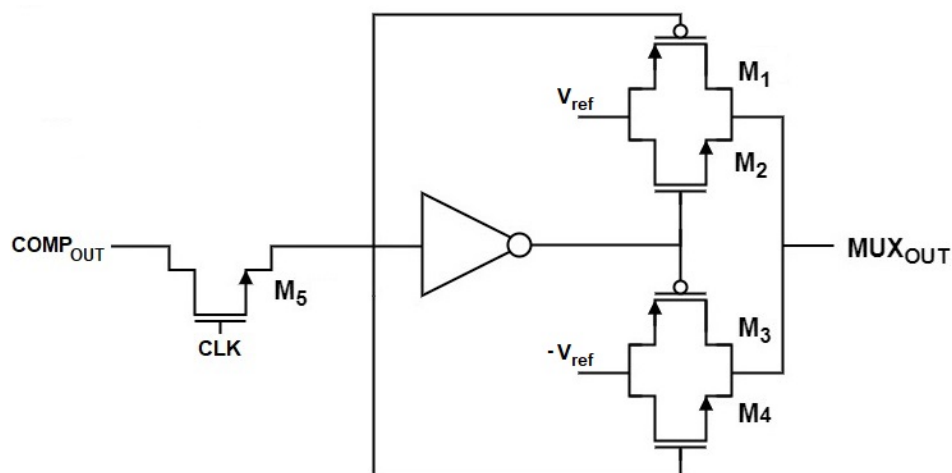 M1
Vref
M2
COMPOUT
M5
MUXOUT
CLK
M3
-Vref
M4